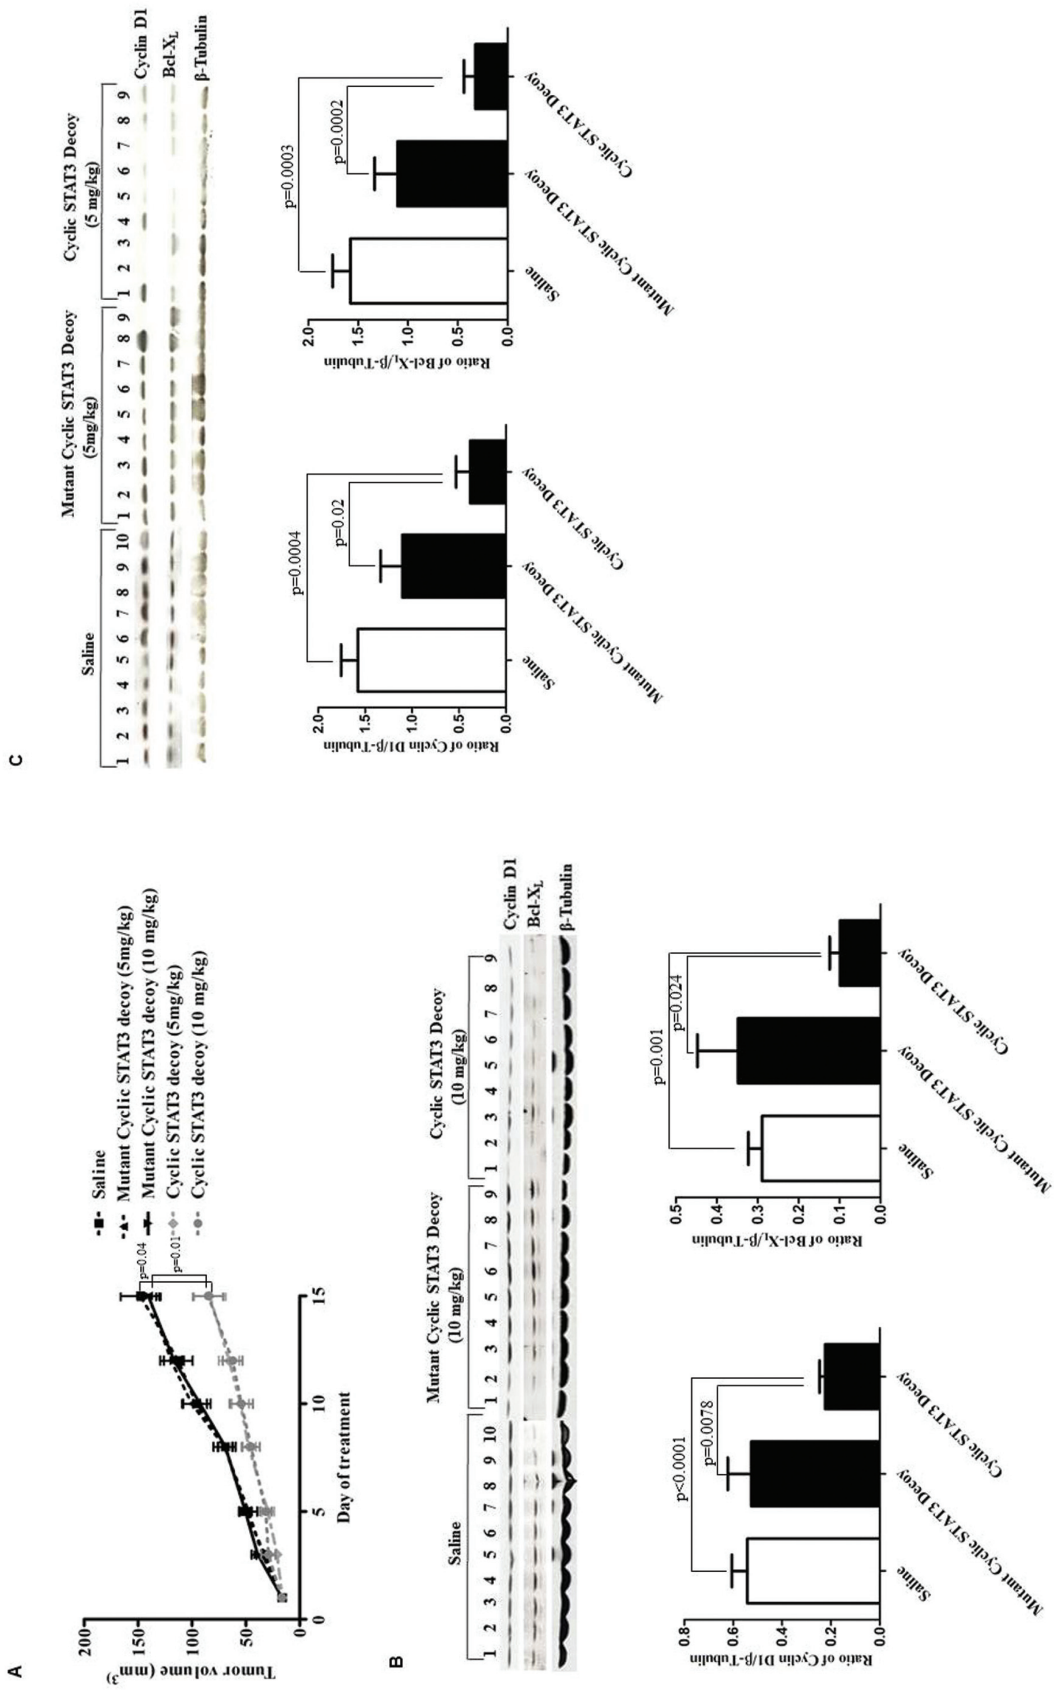 A
Tumor volume (mm³)
200
150
100
50
0
0
5
10
15
Day of treatment
p=0.04
p=0.01
Saline
Mutant Cyclic STAT3 decoy (5mg/kg)
Mutant Cyclic STAT3 decoy (10 mg/kg)
Cyclic STAT3 decoy (5mg/kg)
Cyclic STAT3 decoy (10 mg/kg)
B
Saline
Mutant Cyclic STAT3 Decoy
(10 mg/kg)
Cyclic STAT3 Decoy
(10 mg/kg)
1 2 3 4 5 6 7 8 9 10 1 2 3 4 5 6 7 8 9 1 2 3 4 5 6 7 8 9
Cyclin D1
Bcl-XL
β-Tubulin
Ratio of Cyclin D1/β-Tubulin
0.8
0.6
0.4
0.2
0.0
p<0.0001
p=0.0078
Saline
Mutant Cyclic STAT3 Decoy
Cyclic STAT3 Decoy
Ratio of Bcl-XL/β-Tubulin
0.5
0.4
0.3
0.2
0.1
0.0
p=0.001
p=0.024
Saline
Mutant Cyclic STAT3 Decoy
Cyclic STAT3 Decoy
C
Saline
Mutant Cyclic STAT3 Decoy
(5mg/kg)
Cyclic STAT3 Decoy
(5 mg/kg)
1 2 3 4 5 6 7 8 9 10 1 2 3 4 5 6 7 8 9 1 2 3 4 5 6 7 8 9
Cyclin D1
Bcl-XL
β-Tubulin
Ratio of Cyclin D1/β-Tubulin
2.0
1.5
1.0
0.5
0.0
p=0.0004
p=0.02
Saline
Mutant Cyclic STAT3 Decoy
Cyclic STAT3 Decoy
Ratio of Bcl-XL/β-Tubulin
2.0
1.5
1.0
0.5
0.0
p=0.0003
p=0.0002
Saline
Mutant Cyclic STAT3 Decoy
Cyclic STAT3 Decoy